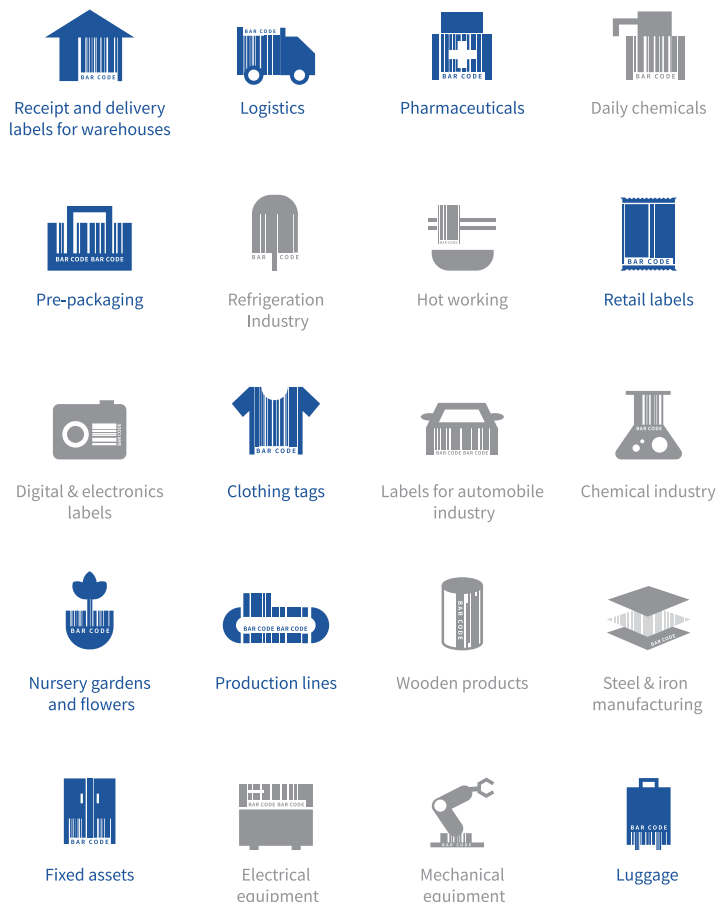 BAR CODE
BAR CODE
BAR CODE
BAR CODE
Receipt and delivery
labels for warehouses
Logistics
Pharmaceuticals
Daily chemicals
BAR CODE BAR CODE
BAR CODE
BAR CODE
BAR CODE
Pre-packaging
Refrigeration
Industry
Hot working
Retail labels
BAR CODE
BAR CODE
BAR CODE BAR CODE
BAR CODE
Digital & electronics
labels
Clothing tags
Labels for automobile
industry
Chemical industry
BAR CODE
BAR CODE BAR CODE
BAR CODE
BAR CODE
Nursery gardens
and flowers
Production lines
Wooden products
Steel & iron
manufacturing
BAR CODE
BAR CODE BAR CODE
BAR CODE
BAR CODE
Fixed assets
Electrical
equipment
Mechanical
equipment
Luggage